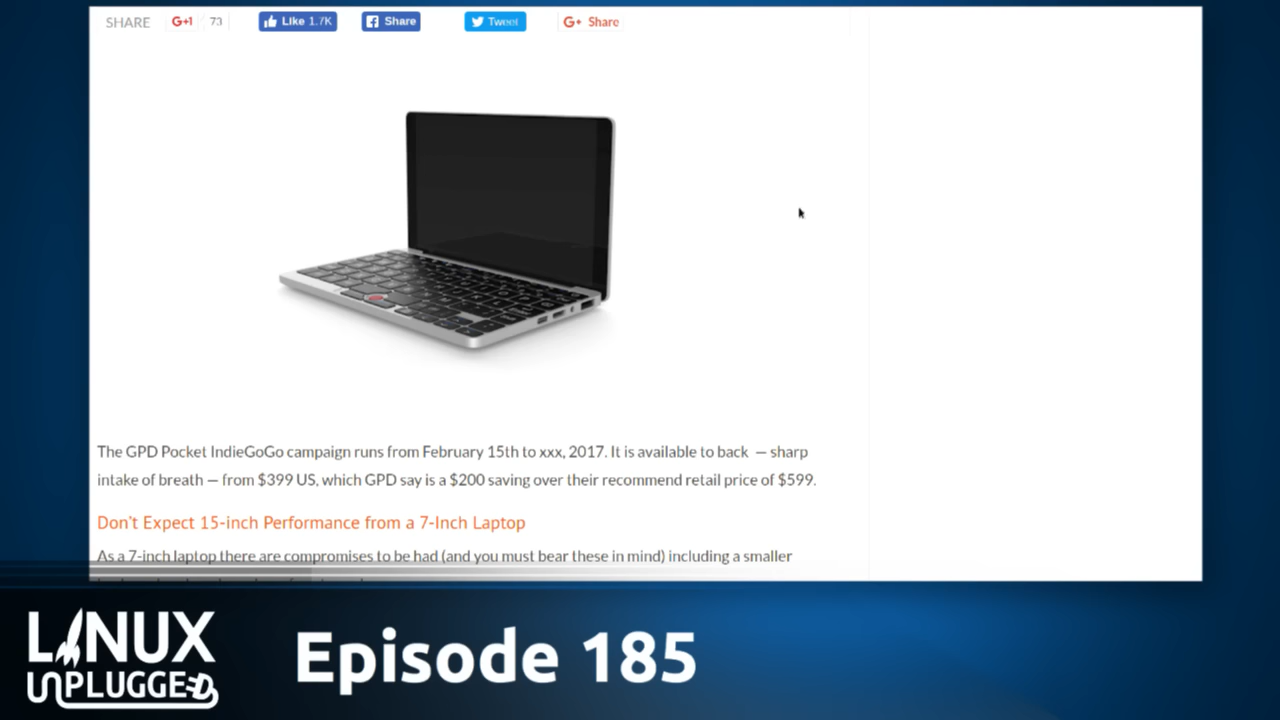 SHARE G+1 73 Like 1.7K Share Tweet G+ Share
The GPD Pocket IndieGoGo campaign runs from February 15th to xxx, 2017. It is available to back — sharp
intake of breath — from $399 US, which GPD say is a $200 saving over their recommend retail price of $599.
Don't Expect 15-inch Performance from a 7-Inch Laptop
As a 7-inch laptop there are compromises to be had (and you must bear these in mind) including a smaller
LINUX
UNPLUGGED
Episode 185